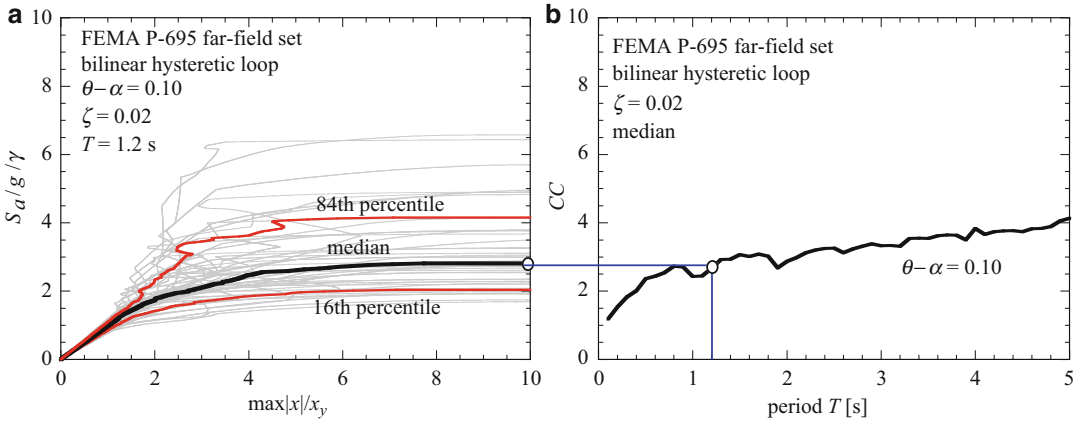 a
FEMA P-695 far-field set
bilinear hysteretic loop
θ−α = 0.10
ζ = 0.02
T = 1.2 s
84th percentile
median
16th percentile
10
8
6
4
2
0
S_a / g / γ
0 2 4 6 8 10
max|x|/x_y
b
FEMA P-695 far-field set
bilinear hysteretic loop
ζ = 0.02
median
θ−α = 0.10
10
8
6
4
2
0
CC
0 1 2 3 4 5
period T [s]